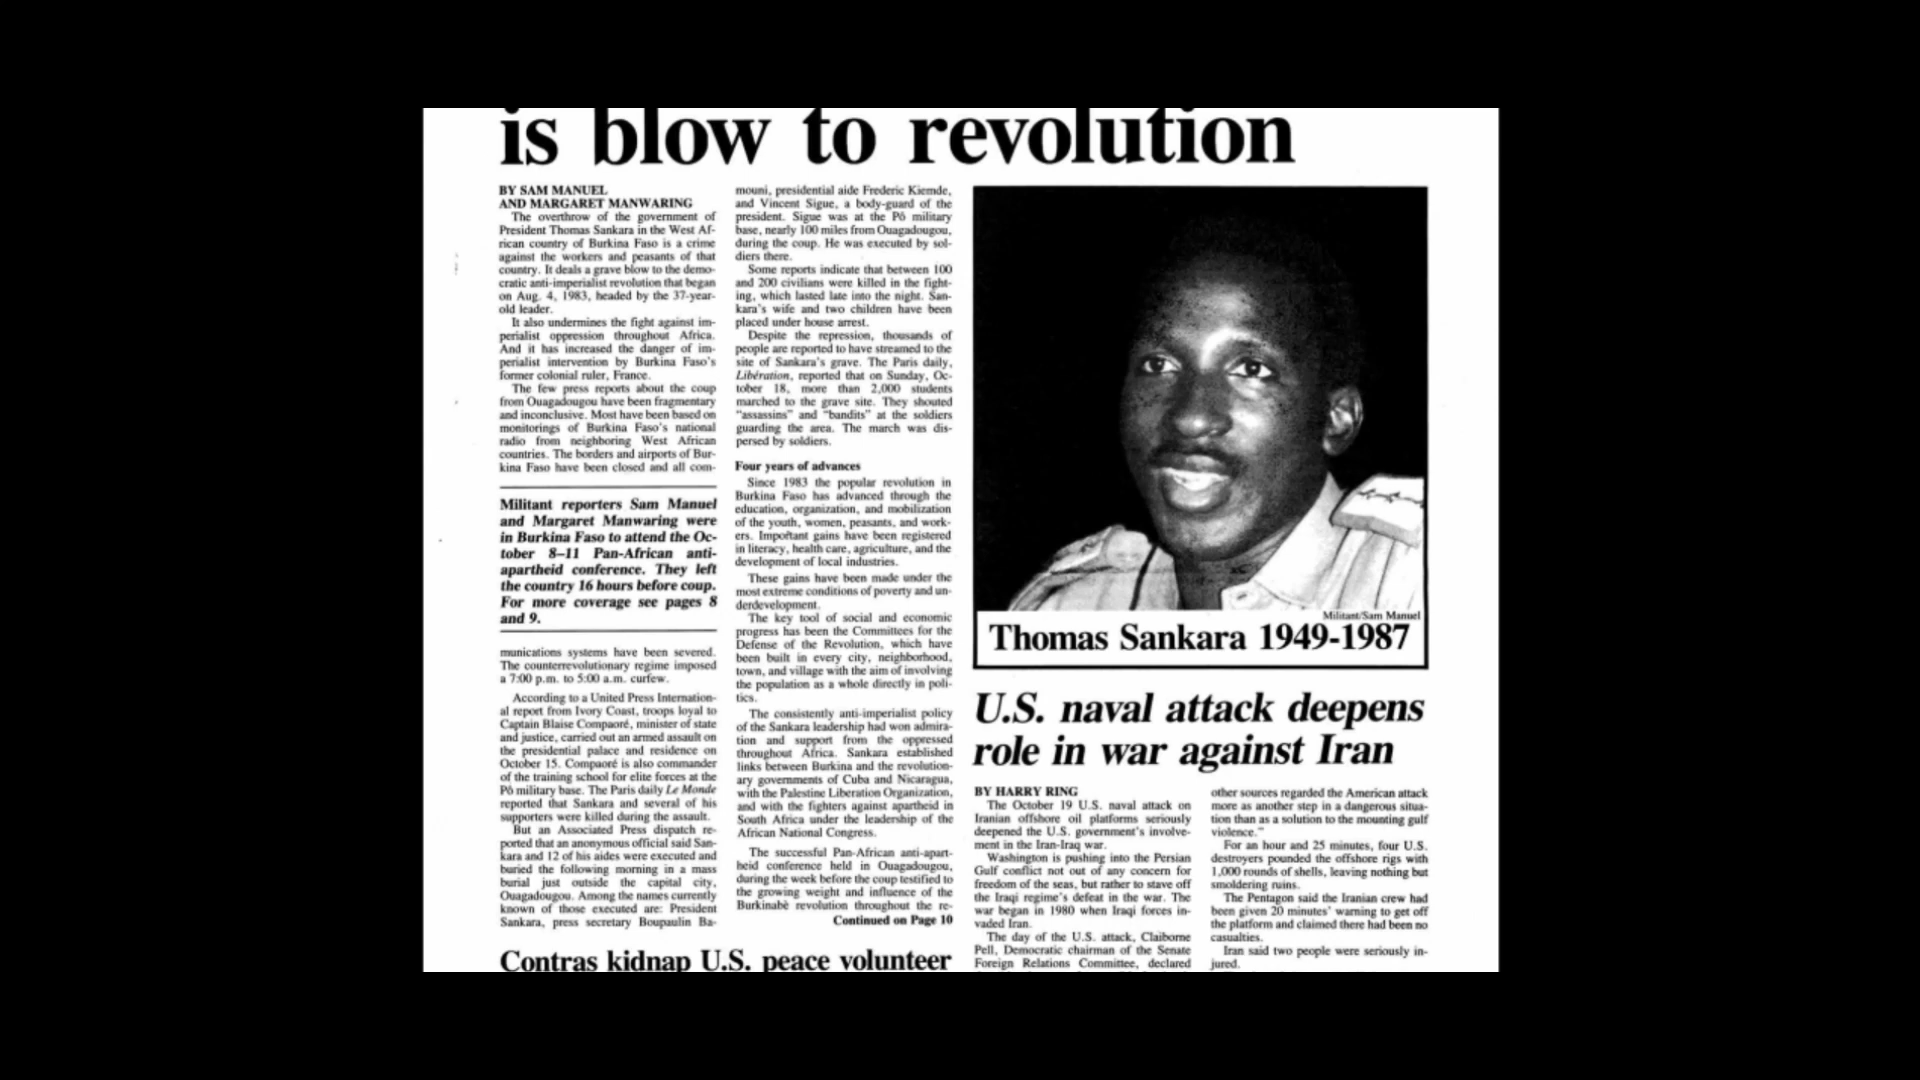 is blow to revolution
BY SAM MANUEL
AND MARGARET MANWARING
The overthrow of the government of
President Thomas Sankara in the West Af-
rican country of Burkina Faso is a crime
against the workers and peasants of that
country. It deals a grave blow to the demo-
cratic anti-imperialist revolution that began
on Aug. 4, 1983, headed by the 37-year-
old leader.
It also undermines the fight against im-
perialist oppression throughout Africa.
And it has increased the danger of im-
perialist intervention by Burkina Faso's
former colonial ruler, France.
The few press reports about the coup
from Ouagadougou have been fragmentary
and inconclusive. Most have been based on
monitorings of Burkina Faso's national
radio from neighboring West African
countries. The borders and airports of Bur-
kina Faso have been closed and all com-
Militant reporters Sam Manuel
and Margaret Manwaring were
in Burkina Faso to attend the Oc-
tober 8–11 Pan-African anti-
apartheid conference. They left
the country 16 hours before coup.
For more coverage see pages 8
and 9.
munications systems have been severed.
The counterrevolutionary regime imposed
a 7:00 p.m. to 5:00 a.m. curfew.
According to a United Press Internation-
al report from Ivory Coast, troops loyal to
Captain Blaise Compaoré, minister of state
and justice, carried out an armed assault on
the presidential palace and residence on
October 15. Compaoré is also commander
of the training school for elite forces at the
Pô military base. The Paris daily Le Monde
reported that Sankara and several of his
supporters were killed during the assault.
But an Associated Press dispatch re-
ported that an anonymous official said San-
kara and 12 of his aides were executed and
buried the following morning in a mass
burial just outside the capital city,
Ouagadougou. Among the names currently
known of those executed are: President
Sankara, press secretary Boupaulin Ba-
mouni, presidential aide Frederic Kiemde,
and Vincent Sigue, a body-guard of the
president. Sigue was at the Pô military
base, nearly 100 miles from Ouagadougou,
during the coup. He was executed by sol-
diers there.
Some reports indicate that between 100
and 200 civilians were killed in the fight-
ing, which lasted late into the night. San-
kara's wife and two children have been
placed under house arrest.
Despite the repression, thousands of
people are reported to have streamed to the
site of Sankara's grave. The Paris daily,
Libération, reported that on Sunday, Oc-
tober 18, more than 2,000 students
marched to the grave site. They shouted
"assassins" and "bandits" at the soldiers
guarding the area. The march was dis-
persed by soldiers.
Four years of advances
Since 1983 the popular revolution in
Burkina Faso has advanced through the
education, organization, and mobilization
of the youth, women, peasants, and work-
ers. Important gains have been registered
in literacy, health care, agriculture, and the
development of local industries.
These gains have been made under the
most extreme conditions of poverty and un-
derdevelopment.
The key tool of social and economic
progress has been the Committees for the
Defense of the Revolution, which have
been built in every city, neighborhood,
town, and village with the aim of involving
the population as a whole directly in poli-
tics.
The consistently anti-imperialist policy
of the Sankara leadership had won admira-
tion and support from the oppressed
throughout Africa. Sankara established
links between Burkina and the revolution-
ary governments of Cuba and Nicaragua,
with the Palestine Liberation Organization,
and with the fighters against apartheid in
South Africa under the leadership of the
African National Congress.
The successful Pan-African anti-apart-
heid conference held in Ouagadougou,
during the week before the coup testified to
the growing weight and influence of the
Burkinabè revolution throughout the re-
Continued on Page 10
Militant/Sam Manuel
Thomas Sankara 1949-1987
U.S. naval attack deepens
role in war against Iran
BY HARRY RING
The October 19 U.S. naval attack on
Iranian offshore oil platforms seriously
deepened the U.S. government's involve-
ment in the Iran-Iraq war.
Washington is pushing into the Persian
Gulf conflict not out of any concern for
freedom of the seas, but rather to stave off
the Iraqi regime's defeat in the war. The
war began in 1980 when Iraqi forces in-
vaded Iran.
The day of the U.S. attack, Claiborne
Pell, Democratic chairman of the Senate
Foreign Relations Committee, declared
other sources regarded the American attack
more as another step in a dangerous situa-
tion than as a solution to the mounting gulf
violence."
For an hour and 25 minutes, four U.S.
destroyers pounded the offshore rigs with
1,000 rounds of shells, leaving nothing but
smoldering ruins.
The Pentagon said the Iranian crew had
been given 20 minutes' warning to get off
the platform and claimed there had been no
casualties.
Iran said two people were seriously in-
jured.
Contras kidnap U.S. peace volunteer